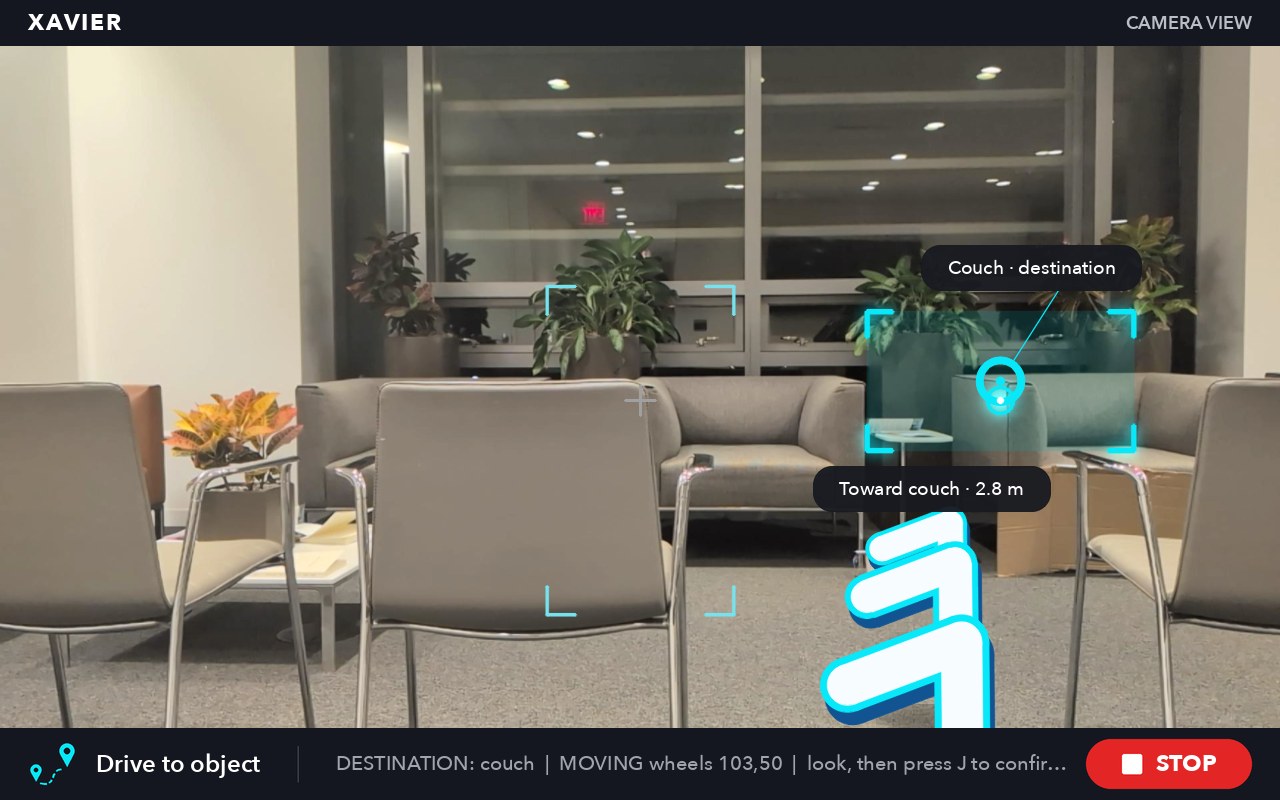 XAVIER
CAMERA VIEW
EXIT
Couch · destination
Toward couch · 2.8 m
Drive to object
DESTINATION: couch | MOVING wheels 103,50 | look, then press J to confir…
STOP